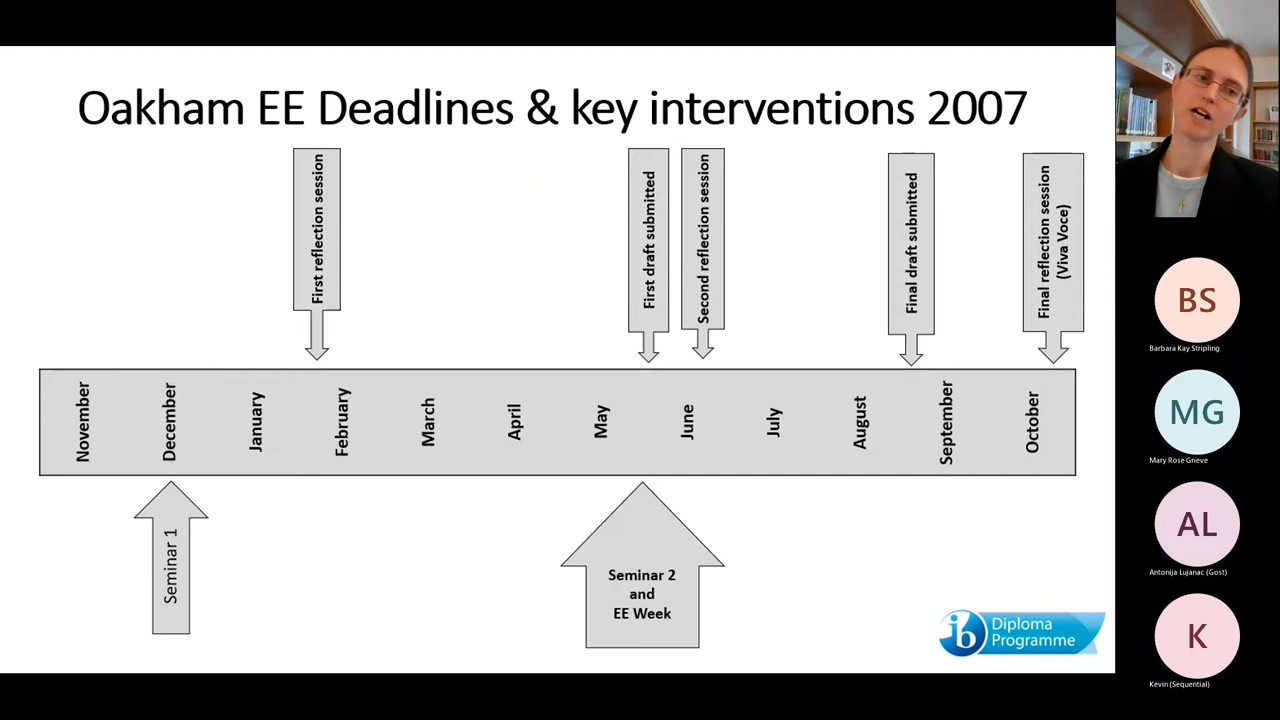 Oakham EE Deadlines & key interventions 2007
First reflection session
First draft submitted
Second reflection session
Final draft submitted
Final reflection session
(Viva Voce)
November
December
January
February
March
April
May
June
July
August
September
October
Seminar 1
Seminar 2
and
EE Week
ib
Diploma
Programme
BS
Barbara Kay Stripling
MG
Mary Rose Grieve
AL
Antonija Lujanac (Gost)
K
Kevin (Sequential)